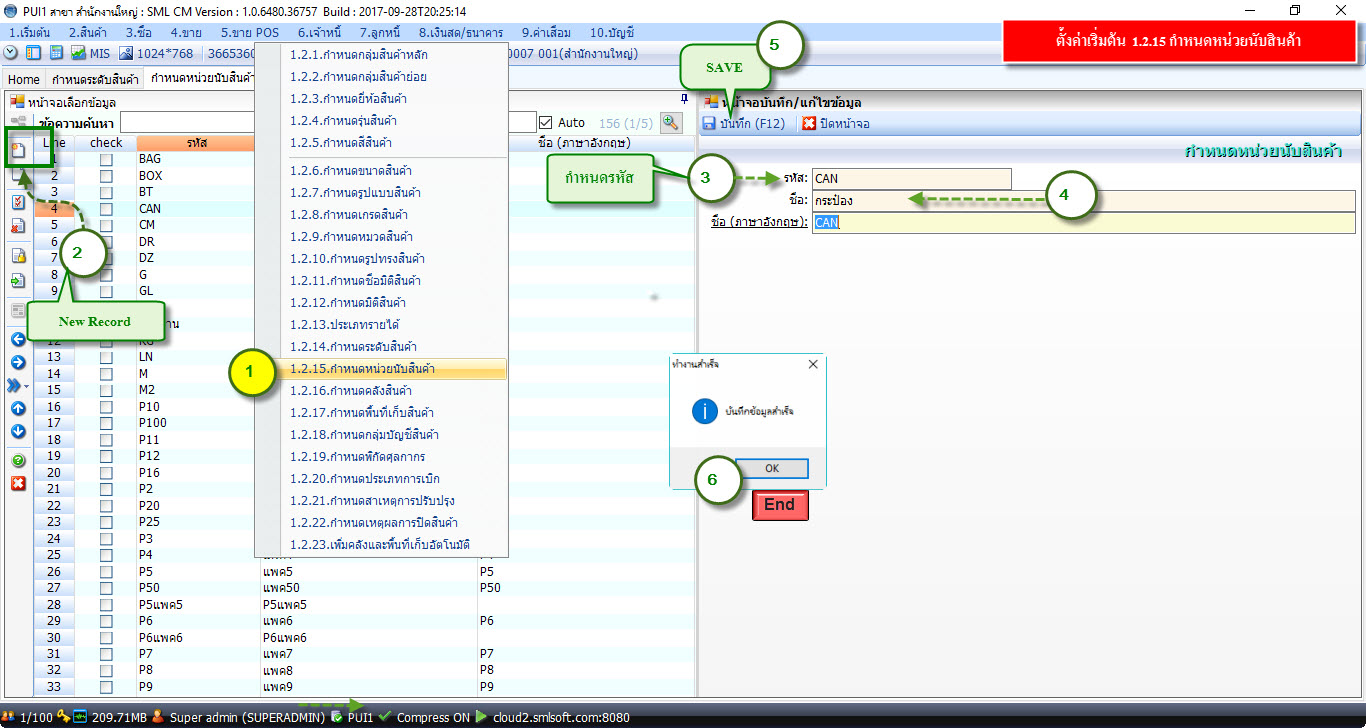 PUI1 สาขา สำนักงานใหญ่ : SML CM Version : 1.0.6480.36757 Build : 2017-09-28T20:25:14
1.เริ่มต้น 2.สินค้า 3.ซื้อ 4.ขาย 5.ขาย POS 6.เจ้าหนี้ 7.ลูกหนี้ 8.เงินสด/ธนาคาร 9.ค่าเสื่อม 10.บัญชี
MIS 1024*768 3665360 0007 001(สำนักงานใหญ่)
ตั้งค่าเริ่มต้น 1.2.15 กำหนดหน่วยนับสินค้า
5
SAVE
Home กำหนดระดับสินค้า กำหนดหน่วยนับสินค้า
หน้าจอเลือกข้อมูล
ข้อความค้นหา Auto 156 (1/5)
Line check รหัส ชื่อ (ภาษาอังกฤษ)
1 BAG
2 BOX
3 BT
4 CAN
5 CM
6 DR
7 DZ
8 G
9 GL
2
New Record
าน
12 KG
13 LN
14 M
15 M2
16 P10
17 P100
18 P11
19 P12
20 P16
21 P2
22 P20
23 P25
24 P3
25 P4
26 P5 แพค5 P5
27 P50 แพค50 P50
28 P5แพค5 P5แพค5
29 P6 แพค6 P6
30 P6แพค6 P6แพค6
31 P7 แพค7 P7
32 P8 แพค8 P8
33 P9 แพค9 P9
1.2.1.กำหนดกลุ่มสินค้าหลัก
1.2.2.กำหนดกลุ่มสินค้าย่อย
1.2.3.กำหนดยี่ห้อสินค้า
1.2.4.กำหนดรุ่นสินค้า
1.2.5.กำหนดสีสินค้า
1.2.6.กำหนดขนาดสินค้า
1.2.7.กำหนดรูปแบบสินค้า
1.2.8.กำหนดเกรดสินค้า
1.2.9.กำหนดหมวดสินค้า
1.2.10.กำหนดรูปทรงสินค้า
1.2.11.กำหนดชื่อมิติสินค้า
1.2.12.กำหนดมิติสินค้า
1.2.13.ประเภทรายได้
1.2.14.กำหนดระดับสินค้า
1
1.2.15.กำหนดหน่วยนับสินค้า
1.2.16.กำหนดคลังสินค้า
1.2.17.กำหนดพื้นที่เก็บสินค้า
1.2.18.กำหนดกลุ่มบัญชีสินค้า
1.2.19.กำหนดพิกัดศุลกากร
1.2.20.กำหนดประเภทการเบิก
1.2.21.กำหนดสาเหตุการปรับปรุง
1.2.22.กำหนดเหตุผลการปิดสินค้า
1.2.23.เพิ่มคลังและพื้นที่เก็บอัตโนมัติ
หน้าจอบันทึก/แก้ไขข้อมูล
บันทึก (F12) ปิดหน้าจอ
กำหนดหน่วยนับสินค้า
กำหนดรหัส
3
รหัส: CAN
ชื่อ: กระป๋อง
4
ชื่อ (ภาษาอังกฤษ): CAN
ทำงานสำเร็จ
บันทึกข้อมูลสำเร็จ
OK
6
End
1/100 209.71MB Super admin (SUPERADMIN) PUI1 Compress ON cloud2.smlsoft.com:8080